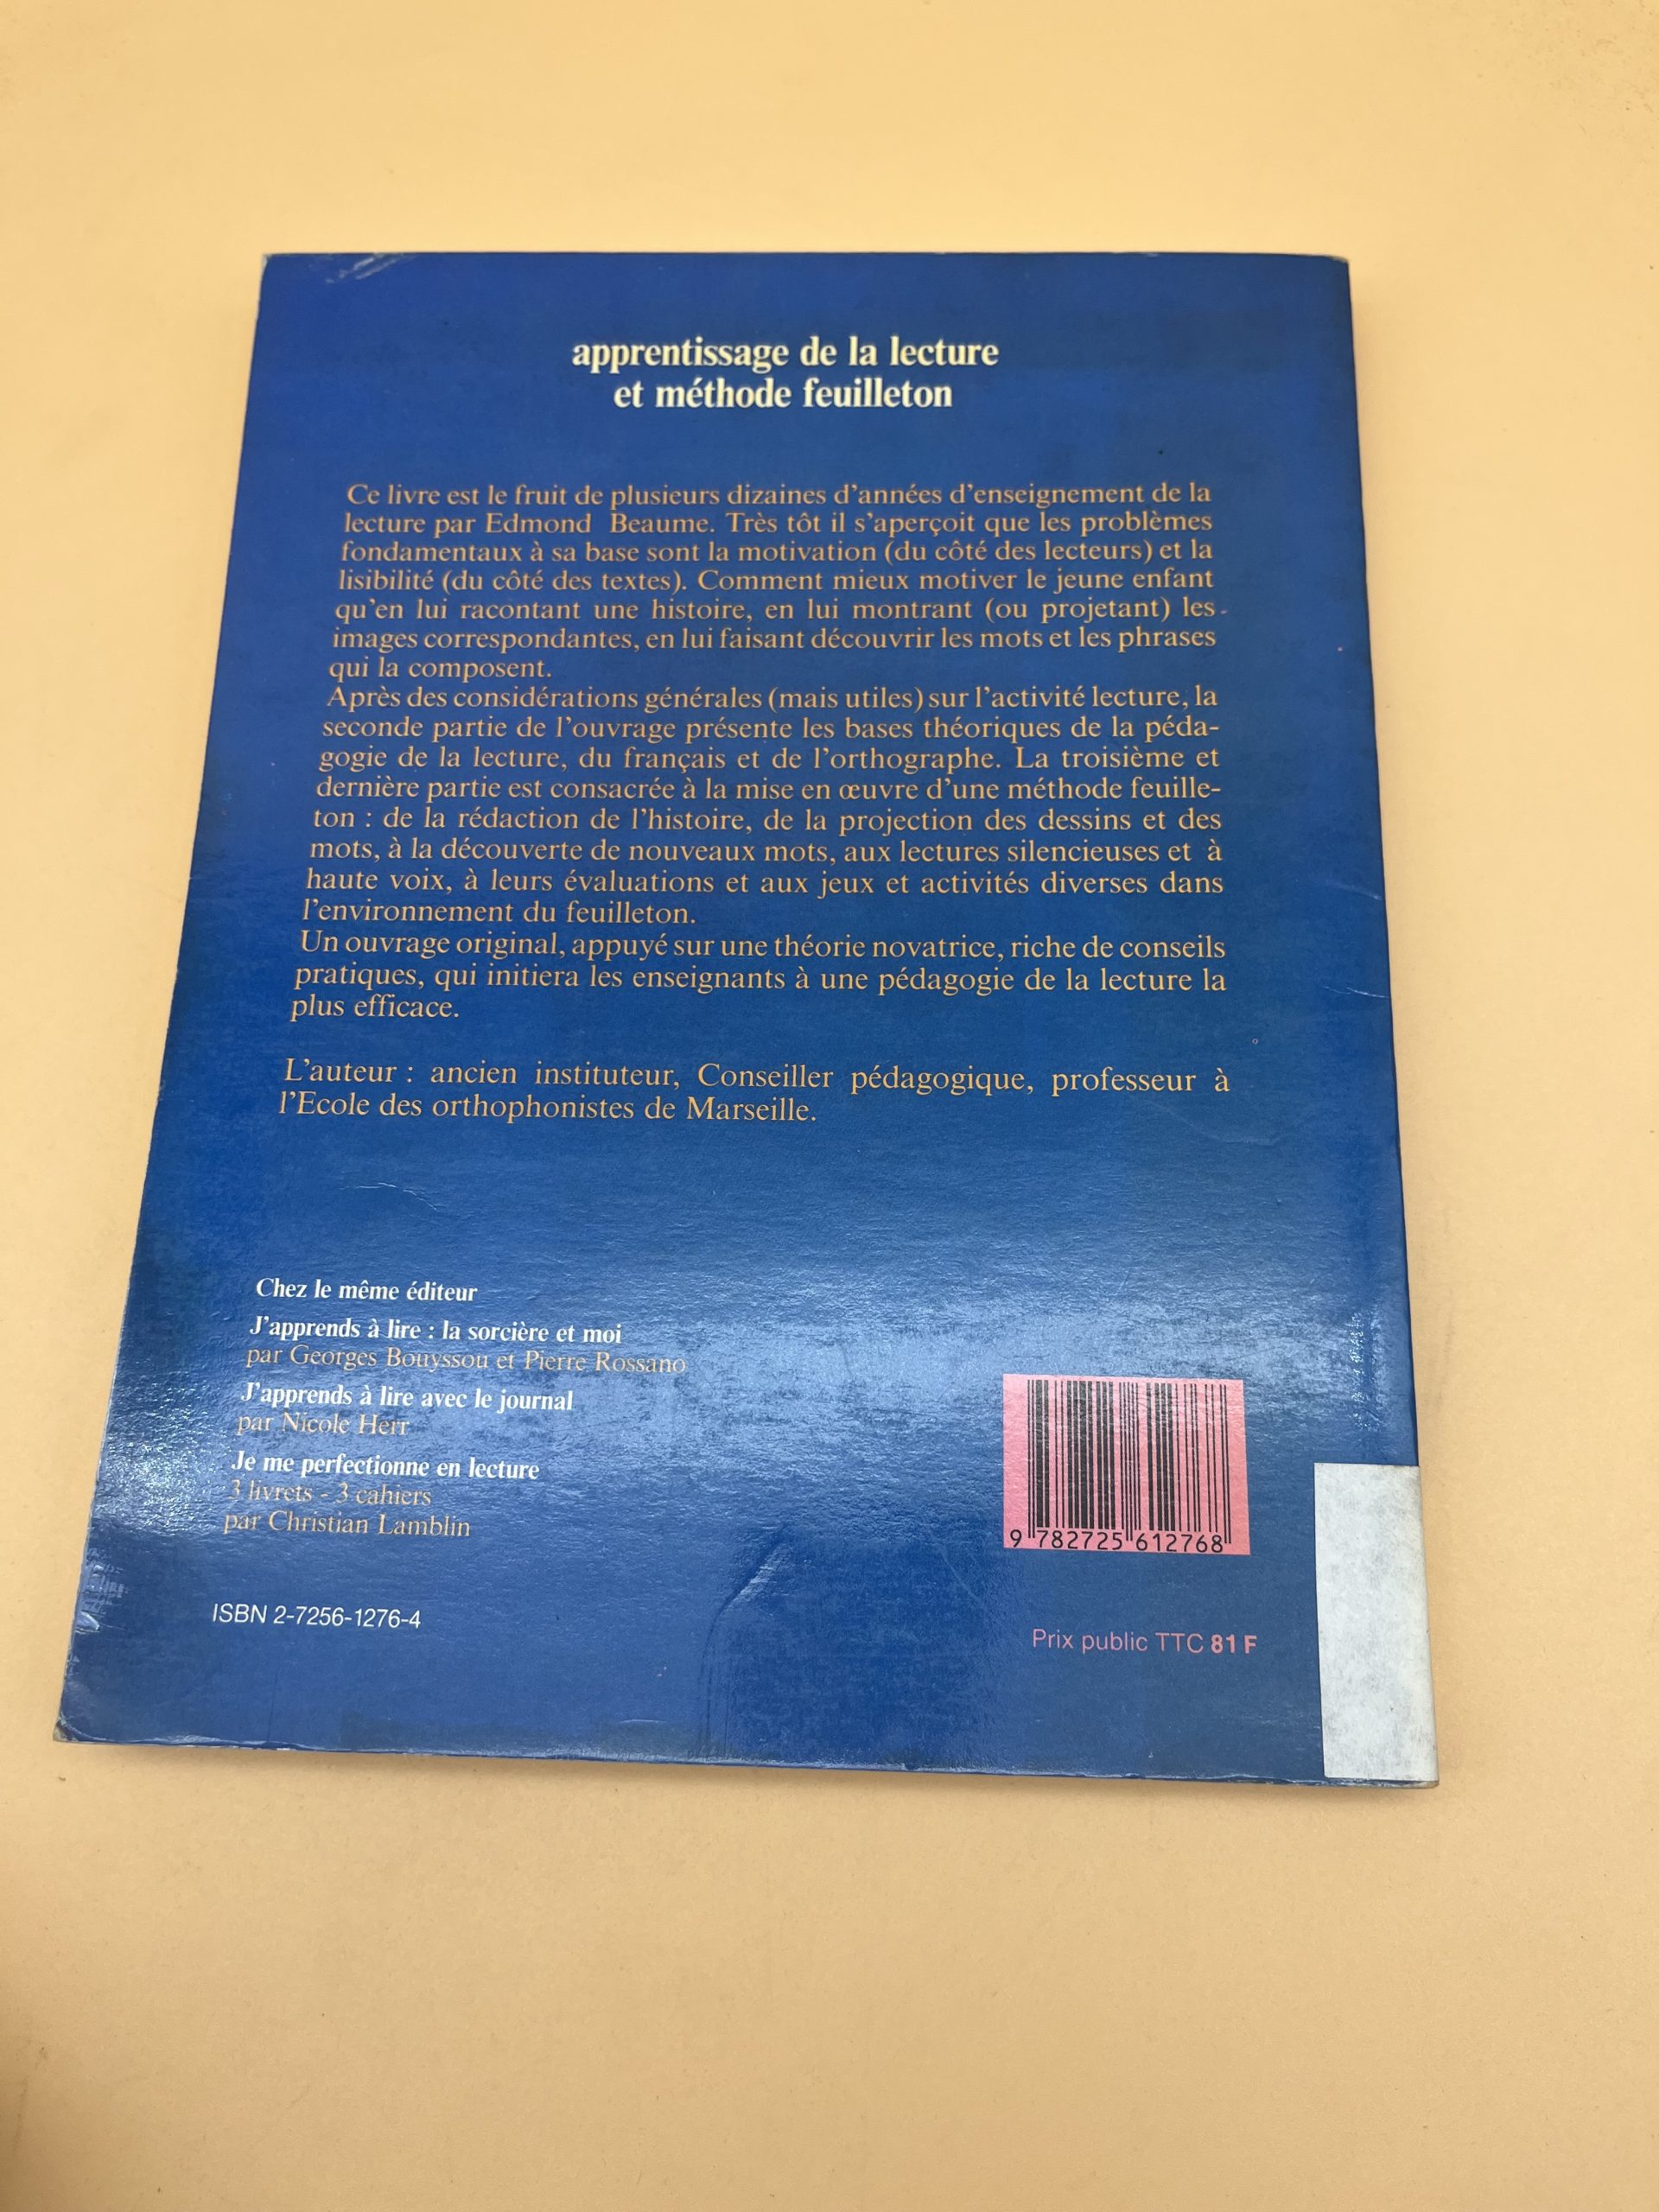 apprentissage de la lecture
et méthode feuilleton
Ce livre est le fruit de plusieurs dizaines d'années d'enseignement de la
lecture par Edmond Beaume. Très tôt il s'aperçoit que les problèmes
fondamentaux à sa base sont la motivation (du côté des lecteurs) et la
lisibilité (du côté des textes). Comment mieux motiver le jeune enfant
qu'en lui racontant une histoire, en lui montrant (ou projetant) les
images correspondantes, en lui faisant découvrir les mots et les phrases
qui la composent.
Après des considérations générales (mais utiles) sur l'activité lecture, la
seconde partie de l'ouvrage présente les bases théoriques de la péda-
gogie de la lecture, du français et de l'orthographe. La troisième et
dernière partie est consacrée à la mise en œuvre d'une méthode feuille-
ton : de la rédaction de l'histoire, de la projection des dessins et des
mots, à la découverte de nouveaux mots, aux lectures silencieuses et à
haute voix, à leurs évaluations et aux jeux et activités diverses dans
l'environnement du feuilleton.
Un ouvrage original, appuyé sur une théorie novatrice, riche de conseils
pratiques, qui initiera les enseignants à une pédagogie de la lecture la
plus efficace.
L'auteur : ancien instituteur, Conseiller pédagogique, professeur à
l'Ecole des orthophonistes de Marseille.
Chez le même éditeur
J'apprends à lire : la sorcière et moi
par Georges Bouyssou et Pierre Rossano
J'apprends à lire avec le journal
par Nicole Herr
Je me perfectionne en lecture
3 livrets - 3 cahiers
par Christian Lamblin
9 782725 612768
ISBN 2-7256-1276-4
Prix public TTC 81 F